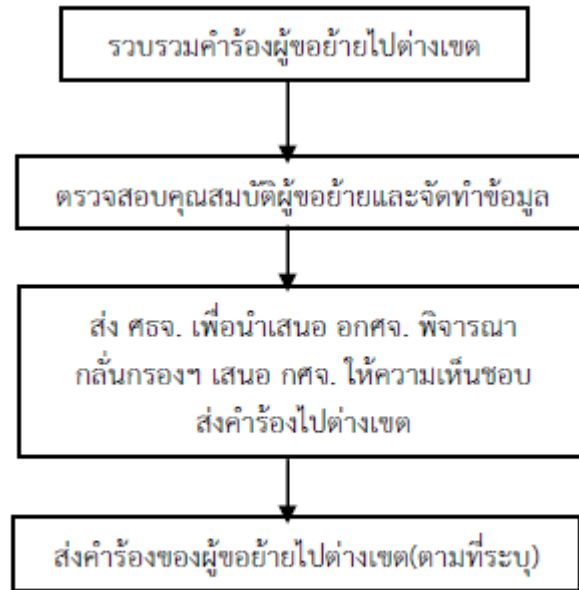 รวบรวมคำร้องผู้ขอย้ายไปต่างเขต
ตรวจสอบคุณสมบัติผู้ขอย้ายและจัดทำข้อมูล
ส่ง ศธจ. เพื่อนำเสนอ อกศจ. พิจารณา
กลั่นกรองฯ เสนอ กศจ. ให้ความเห็นชอบ
ส่งคำร้องไปต่างเขต
ส่งคำร้องของผู้ขอย้ายไปต่างเขต(ตามที่ระบุ)